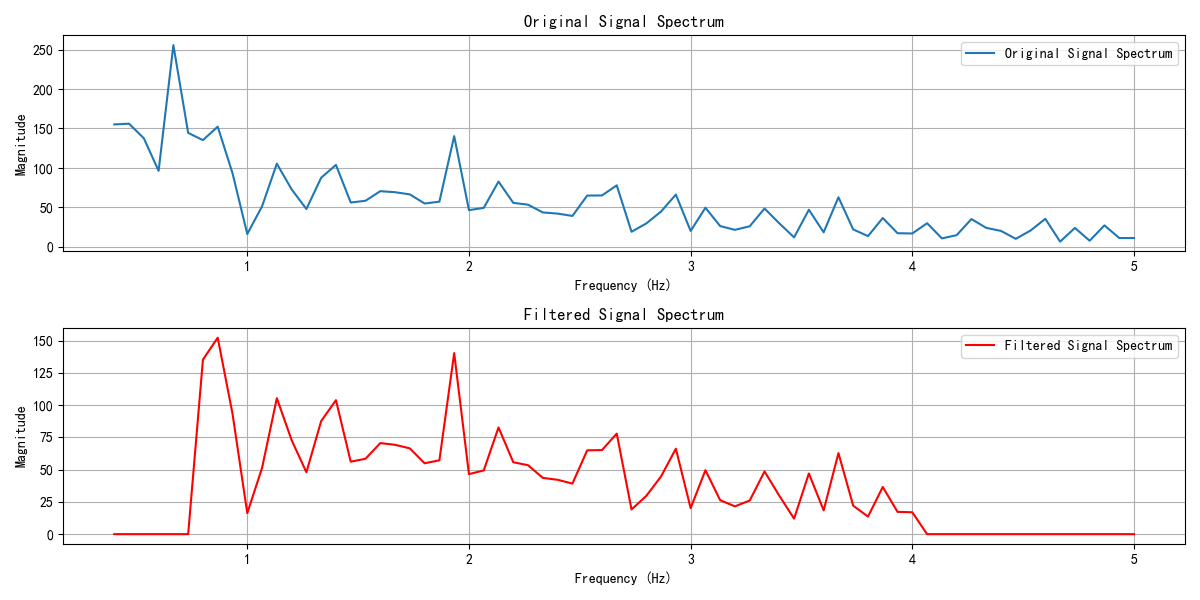 Original Signal Spectrum
250
200
150
100
50
0
Magnitude
Original Signal Spectrum
1
2
3
4
5
Frequency (Hz)
Filtered Signal Spectrum
150
125
100
75
50
25
0
Magnitude
Filtered Signal Spectrum
1
2
3
4
5
Frequency (Hz)